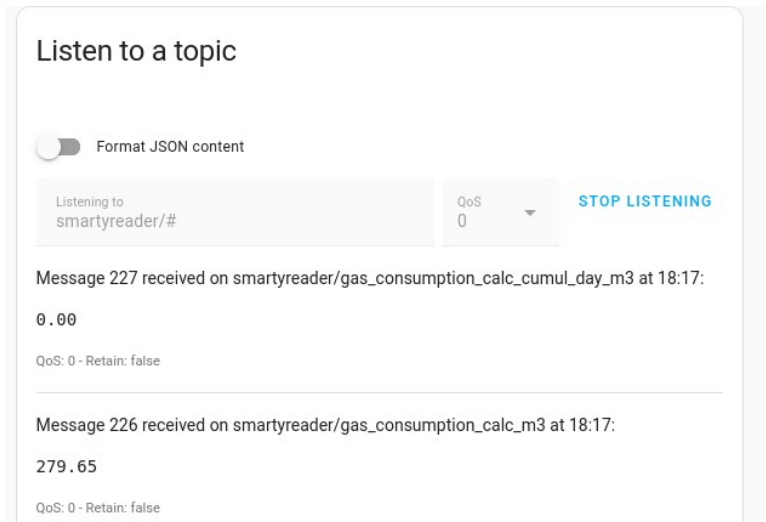 Listen to a topic
Format JSON content
Listening to
smartyreader/#
QoS
0
STOP LISTENING
Message 227 received on smartyreader/gas_consumption_calc_cumul_day_m3 at 18:17:
0.00
QoS: 0 - Retain: false
Message 226 received on smartyreader/gas_consumption_calc_m3 at 18:17:
279.65
QoS: 0 - Retain: false